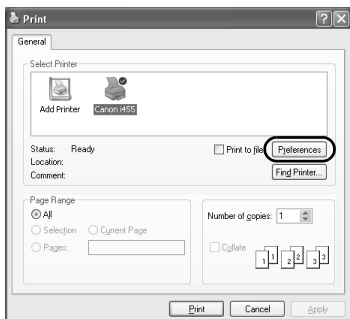 Print
General
Select Printer
Add Printer
Canon i455
Status: Ready
Print to file
Preferences
Location:
Comment:
Find Printer...
Page Range
All
Selection
Current Page
Pages:
Number of copies: 1
Collate
1 1 2 2 3 3
Print
Cancel
Apply